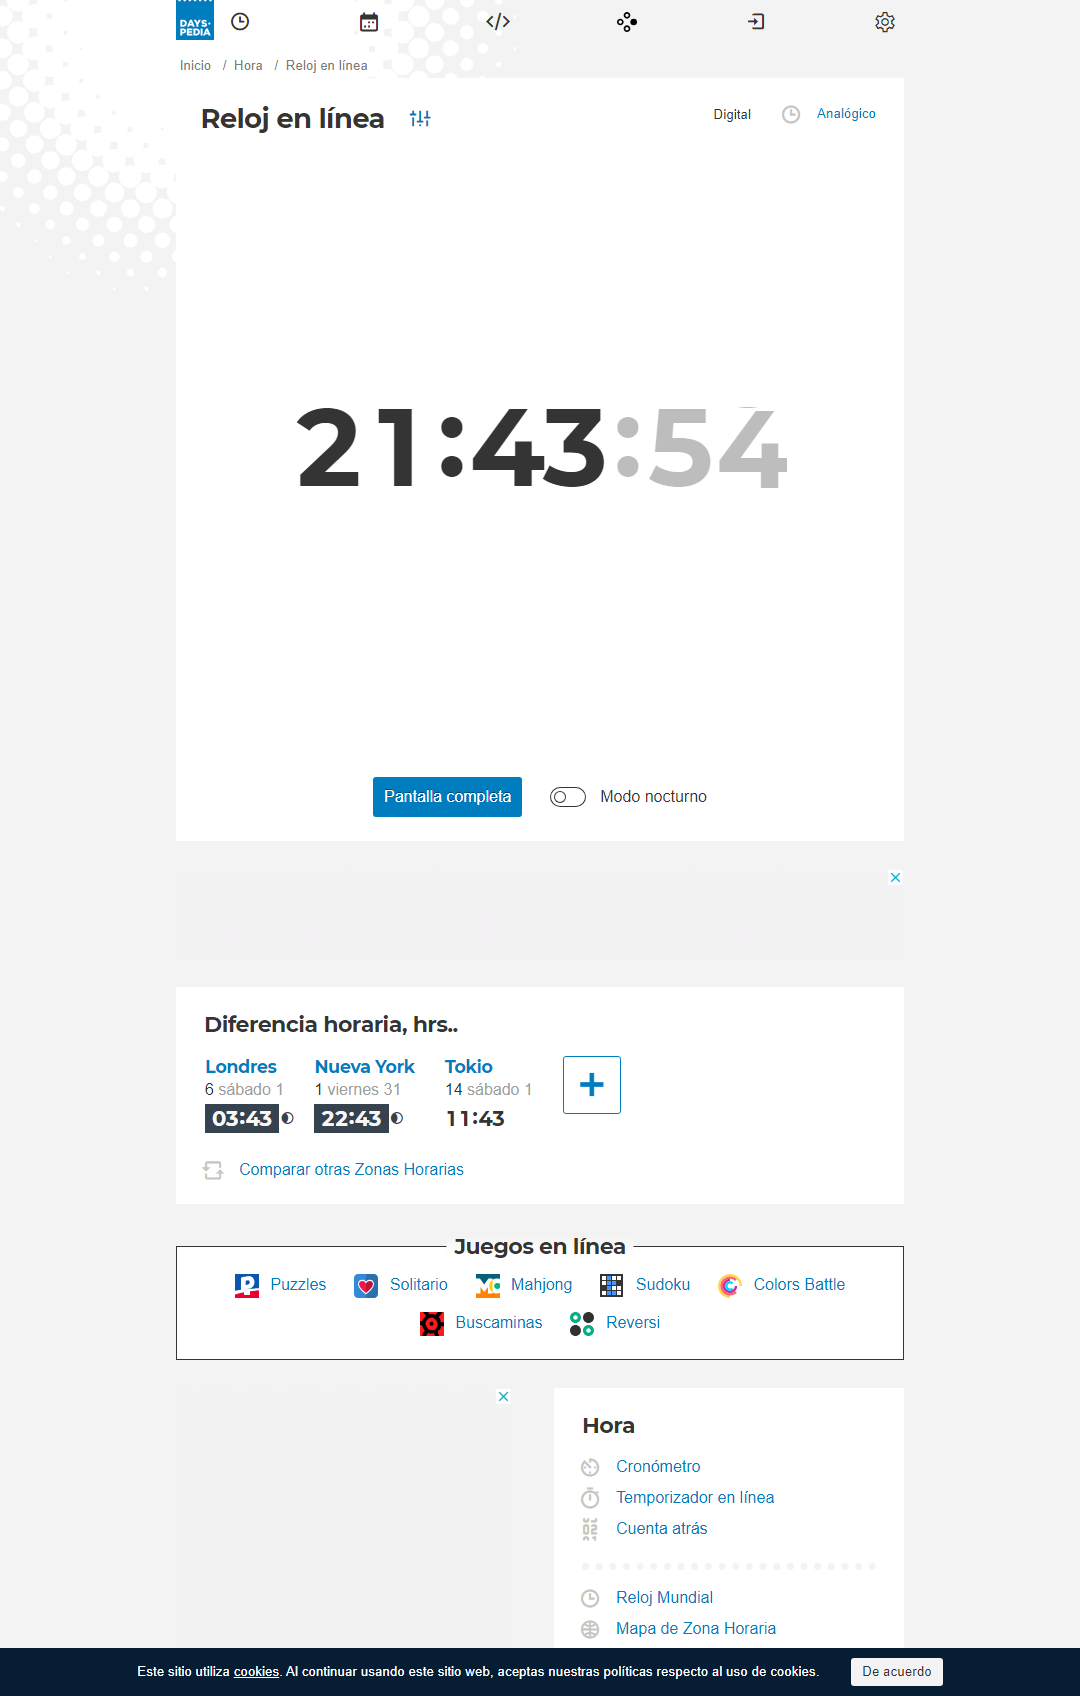 DAYS
PEDIA
Inicio / Hora / Reloj en línea
Reloj en línea
Digital
Analógico
21:43:54
Pantalla completa
Modo nocturno
Diferencia horaria, hrs..
Londres Nueva York Tokio
6 sábado 1 1 viernes 31 14 sábado 1
03:43 22:43 11:43
Comparar otras Zonas Horarias
Juegos en línea
Puzzles Solitario Mahjong Sudoku Colors Battle
Buscaminas Reversi
Hora
Cronómetro
Temporizador en línea
Cuenta atrás
Reloj Mundial
Mapa de Zona Horaria
Este sitio utiliza cookies. Al continuar usando este sitio web, aceptas nuestras políticas respecto al uso de cookies. De acuerdo